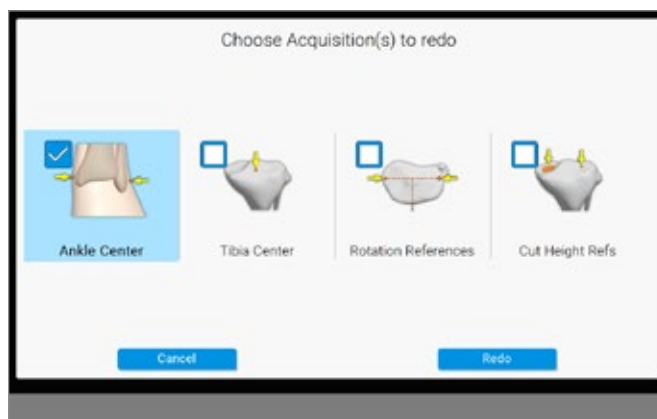 Choose Acquisition(s) to redo
Ankle Center
Tibia Center
Rotation References
Cut Height Refs
Cancel
Redo